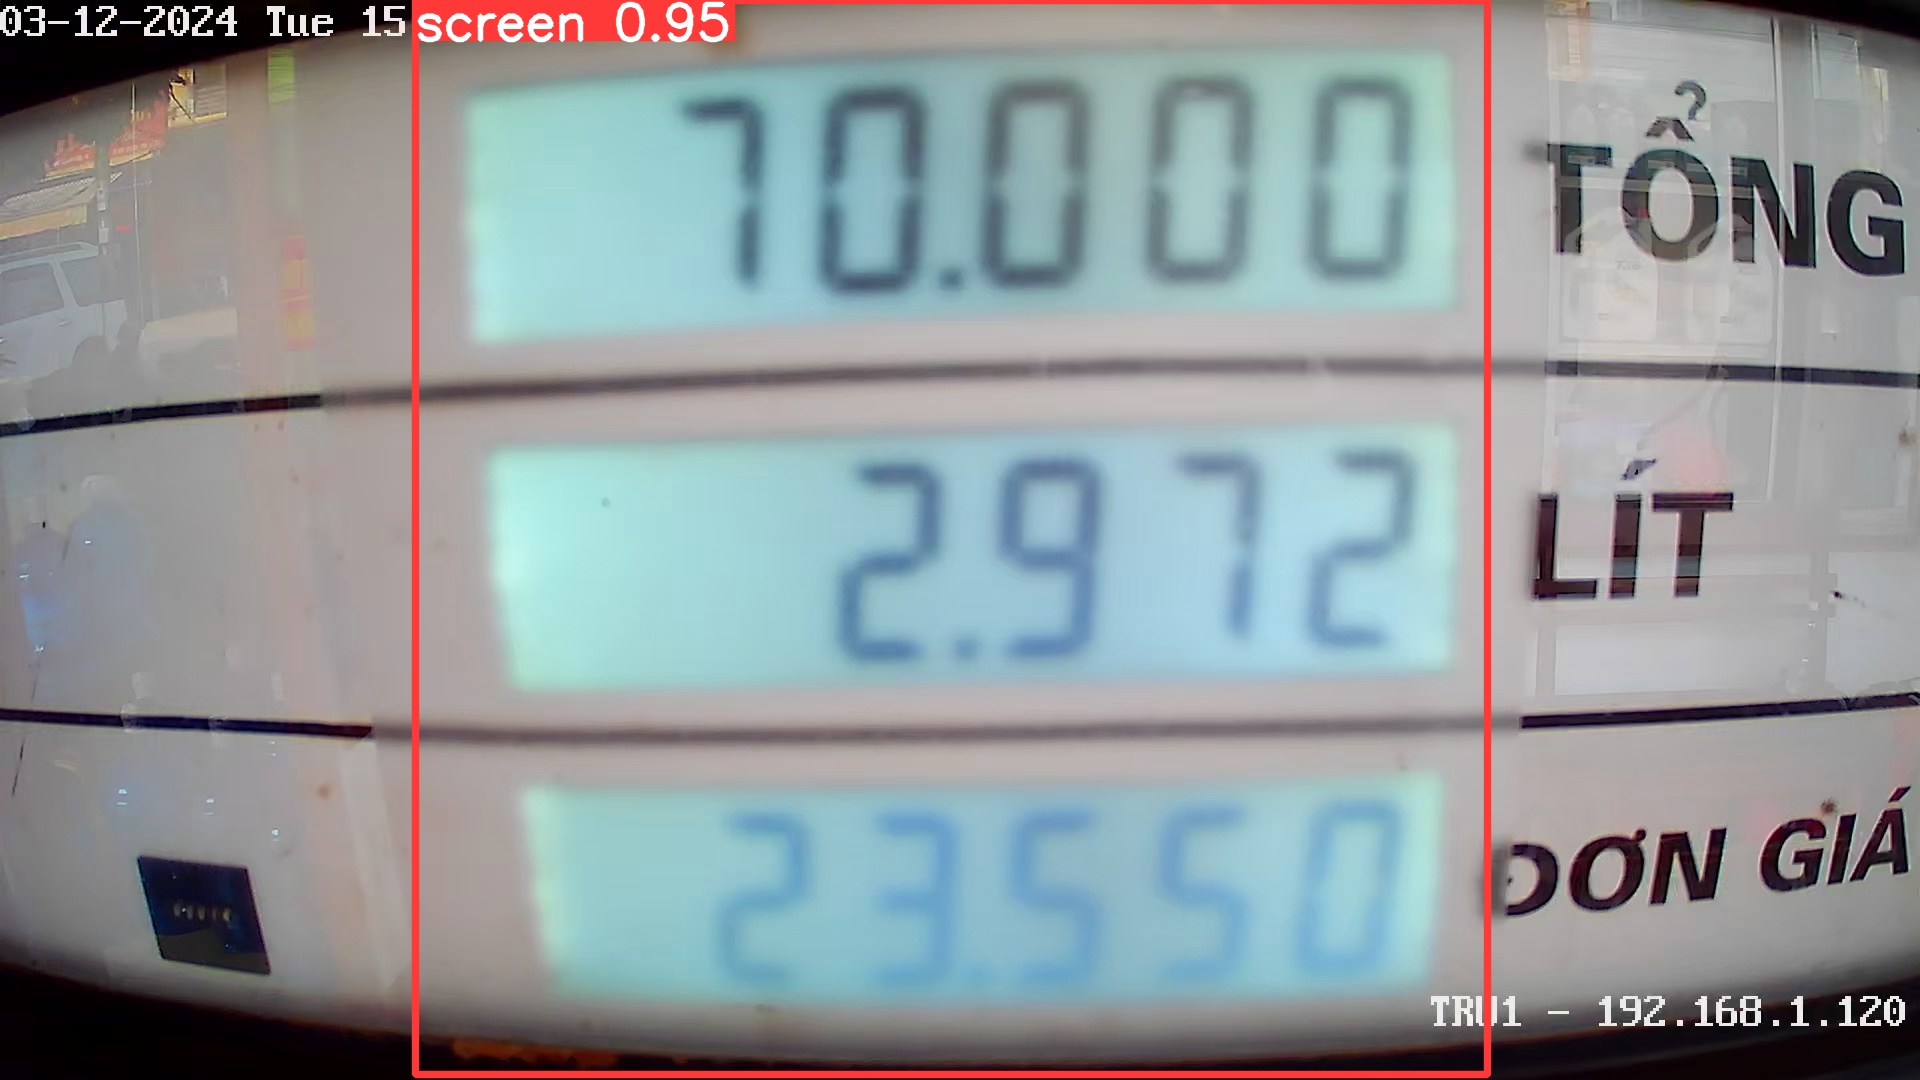 03-12-2024 Tue 15
screen 0.95
70.000
TỔNG
2.972
LÍT
23.550
ĐƠN GIÁ
TRU1 - 192.168.1.120